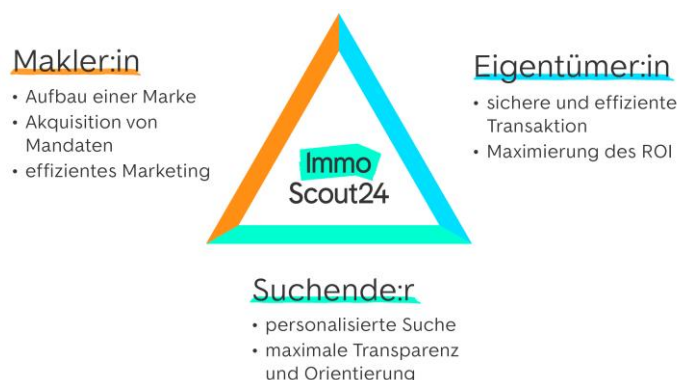 Makler:in
• Aufbau einer Marke
• Akquisition von
Mandaten
• effizientes Marketing
Eigentümer:in
• sichere und effiziente
Transaktion
• Maximierung des ROI
Immo
Scout24
Suchende:r
• personalisierte Suche
• maximale Transparenz
und Orientierung